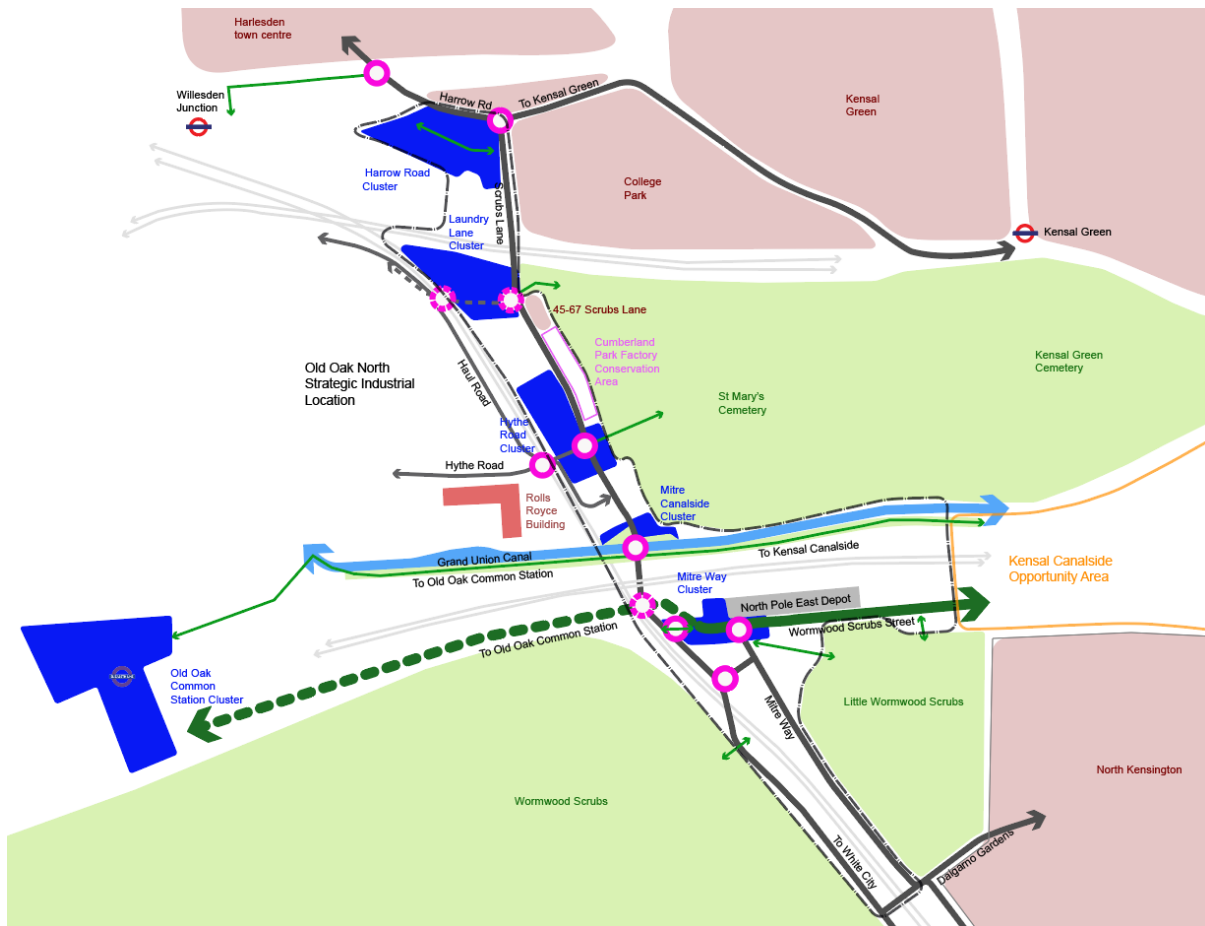 Harlesden
town centre
Willesden
Junction
Harrow Rd
To Kensal Green
Kensal
Green
Harrow Road
Cluster
College
Park
Scrubs Lane
Laundry
Lane
Cluster
Kensal Green
45-67 Scrubs Lane
Cumberland
Park Factory
Conservation
Area
Kensal Green
Cemetery
Old Oak North
Strategic Industrial
Location
Haul Road
St Mary's
Cemetery
Hythe
Road
Cluster
Hythe Road
Rolls
Royce
Building
Mitre
Canalside
Cluster
Grand Union Canal
To Kensal Canalside
To Old Oak Common Station
Kensal Canalside
Opportunity Area
Mitre Way
Cluster
North Pole East Depot
Wormwood Scrubs Street
To Old Oak Common Station
Old Oak
Common
Station Cluster
Little Wormwood Scrubs
Mitre Way
North Kensington
Wormwood Scrubs
To White City
Dalgarno Gardens